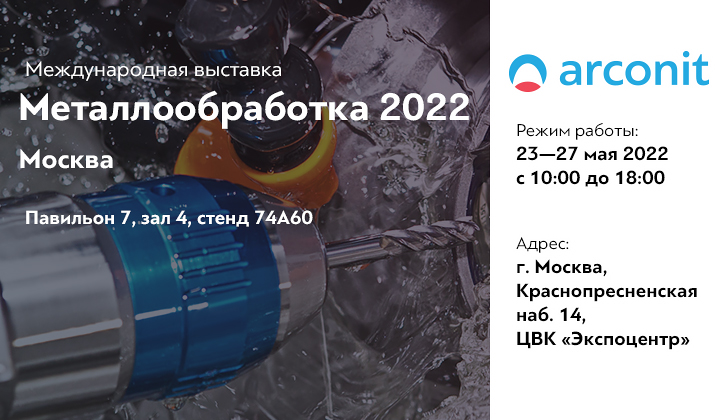 Международная выставка
Металлообработка 2022
Москва
Павильон 7, зал 4, стенд 74А60
arconit
Режим работы:
23—27 мая 2022
с 10:00 до 18:00
Адрес:
г. Москва,
Краснопресненская
наб. 14,
ЦВК «Экспоцентр»